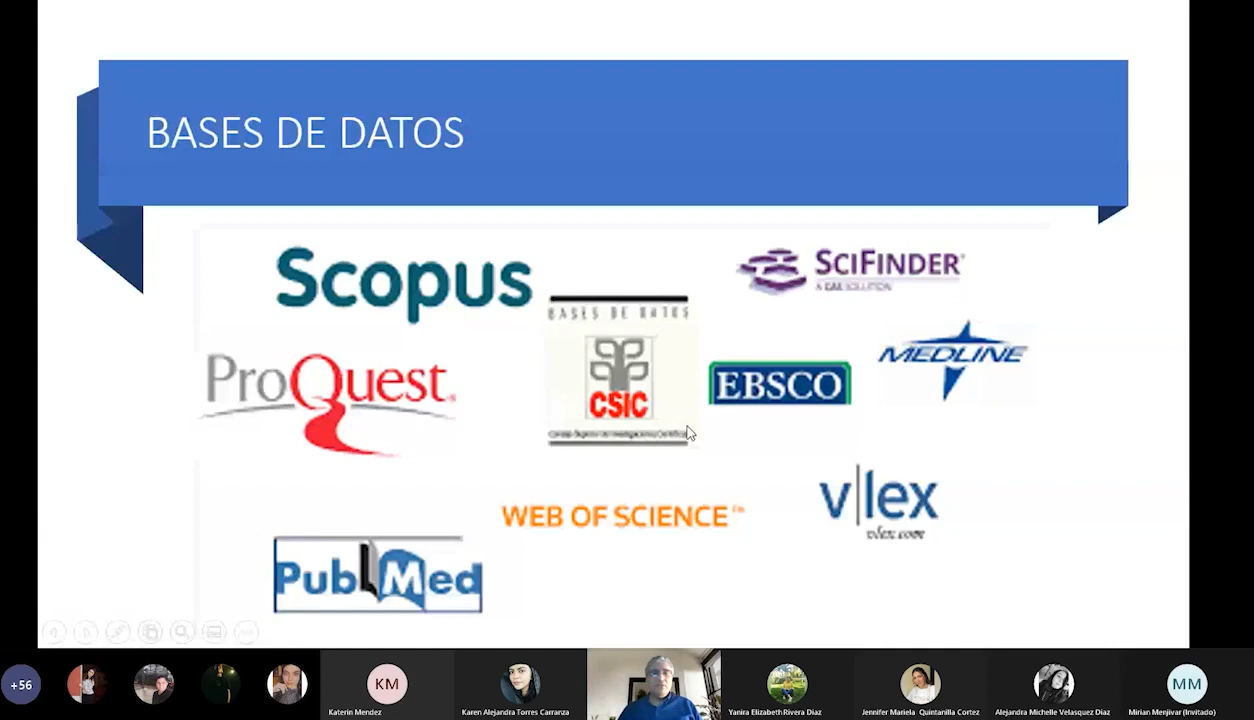 BASES DE DATOS
Scopus
SCIFINDER®
A CAS SOLUTION
BASES DE DATOS
CSIC
ProQuest
EBSCO
MEDLINE
WEB OF SCIENCE™
v|lex
vlex.com
PubMed
+56
KM
MM
Katerin Mendez
Karen Alejandra Torres Carranza
Yanira Elizabeth Rivera Diaz
Jennifer Mariela Quintanilla Cortez
Alejandra Michelle Velasquez Diaz
Mirian Menjivar (Invitado)